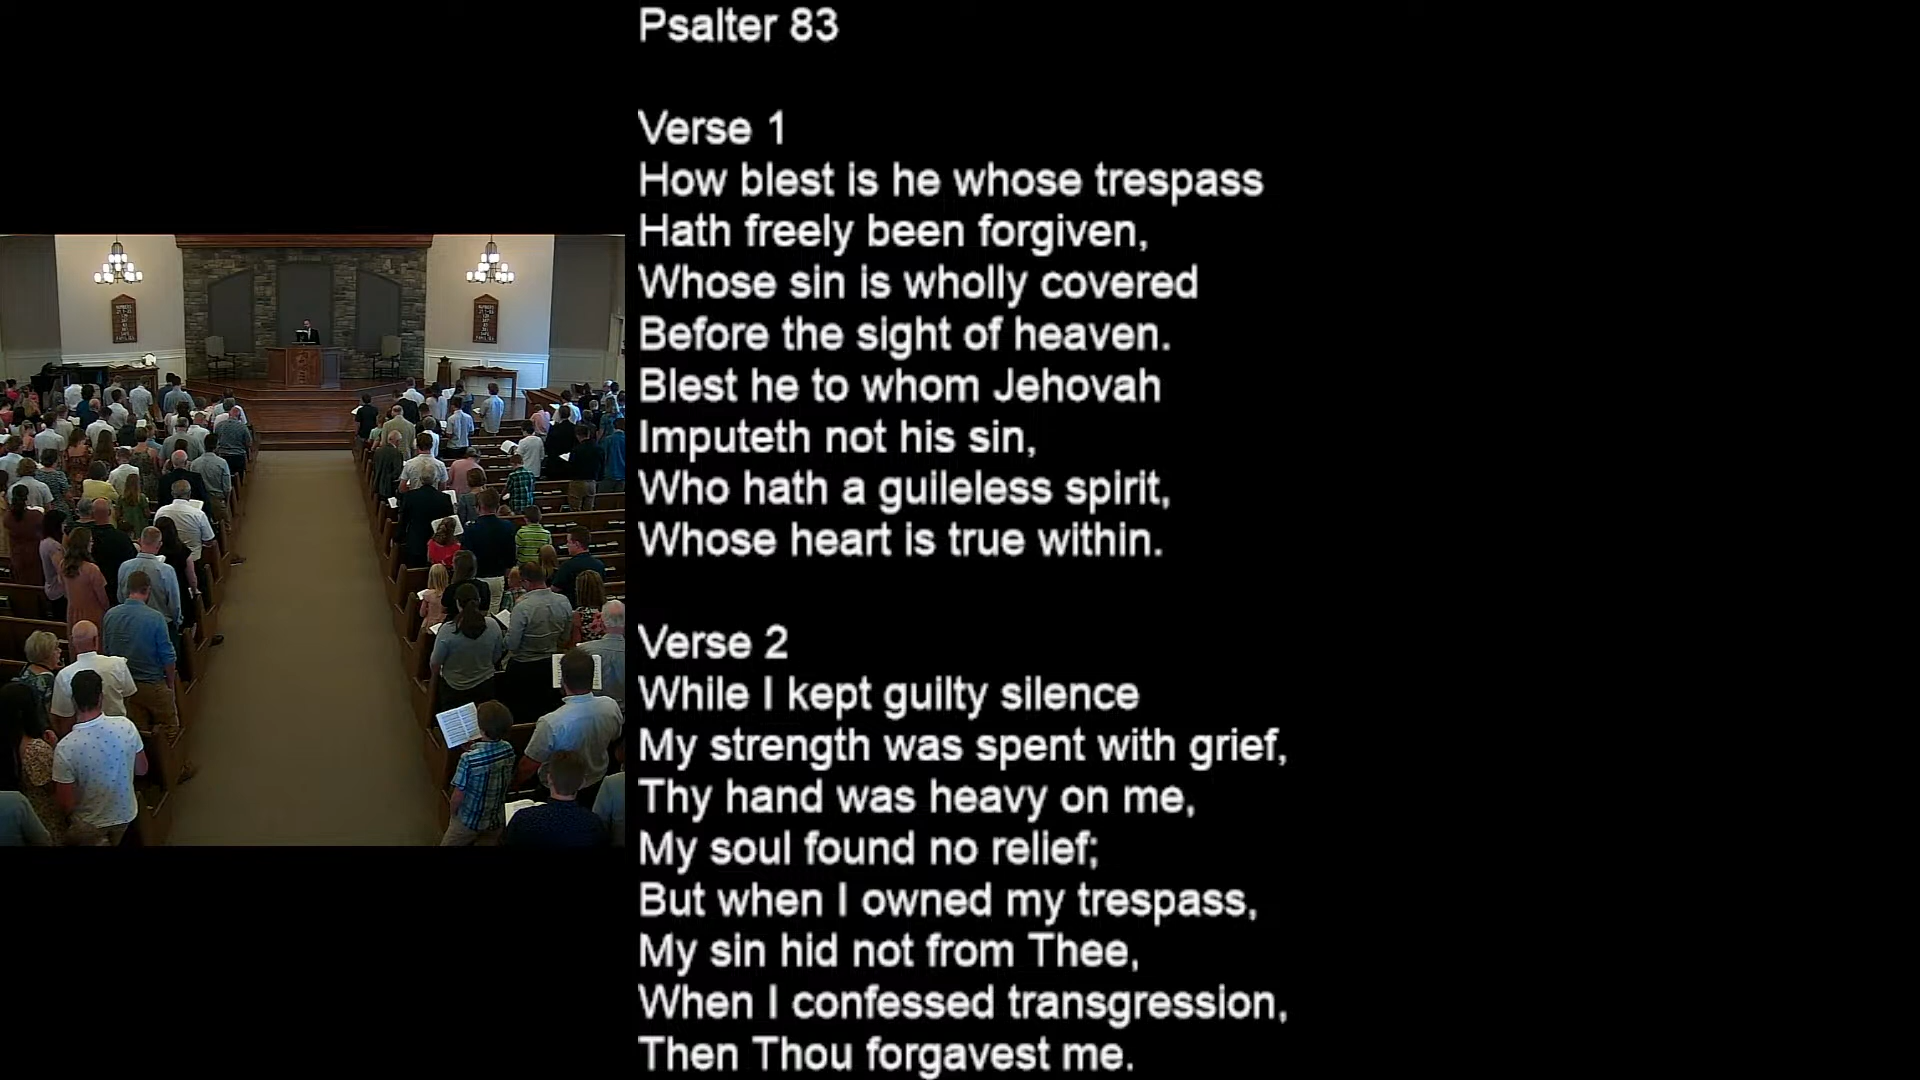 Psalter 83
Verse 1
How blest is he whose trespass
Hath freely been forgiven,
Whose sin is wholly covered
Before the sight of heaven.
Blest he to whom Jehovah
Imputeth not his sin,
Who hath a guileless spirit,
Whose heart is true within.
Verse 2
While I kept guilty silence
My strength was spent with grief,
Thy hand was heavy on me,
My soul found no relief;
But when I owned my trespass,
My sin hid not from Thee,
When I confessed transgression,
Then Thou forgavest me.